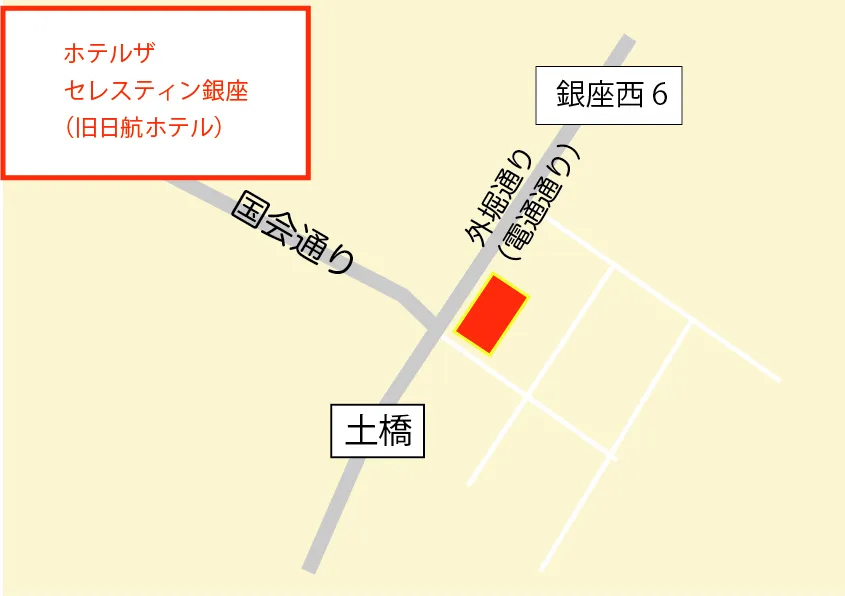 ホテルザ
セレスティン銀座
（旧日航ホテル）
銀座西６
国会通り
外堀通り
（電通通り）
土橋